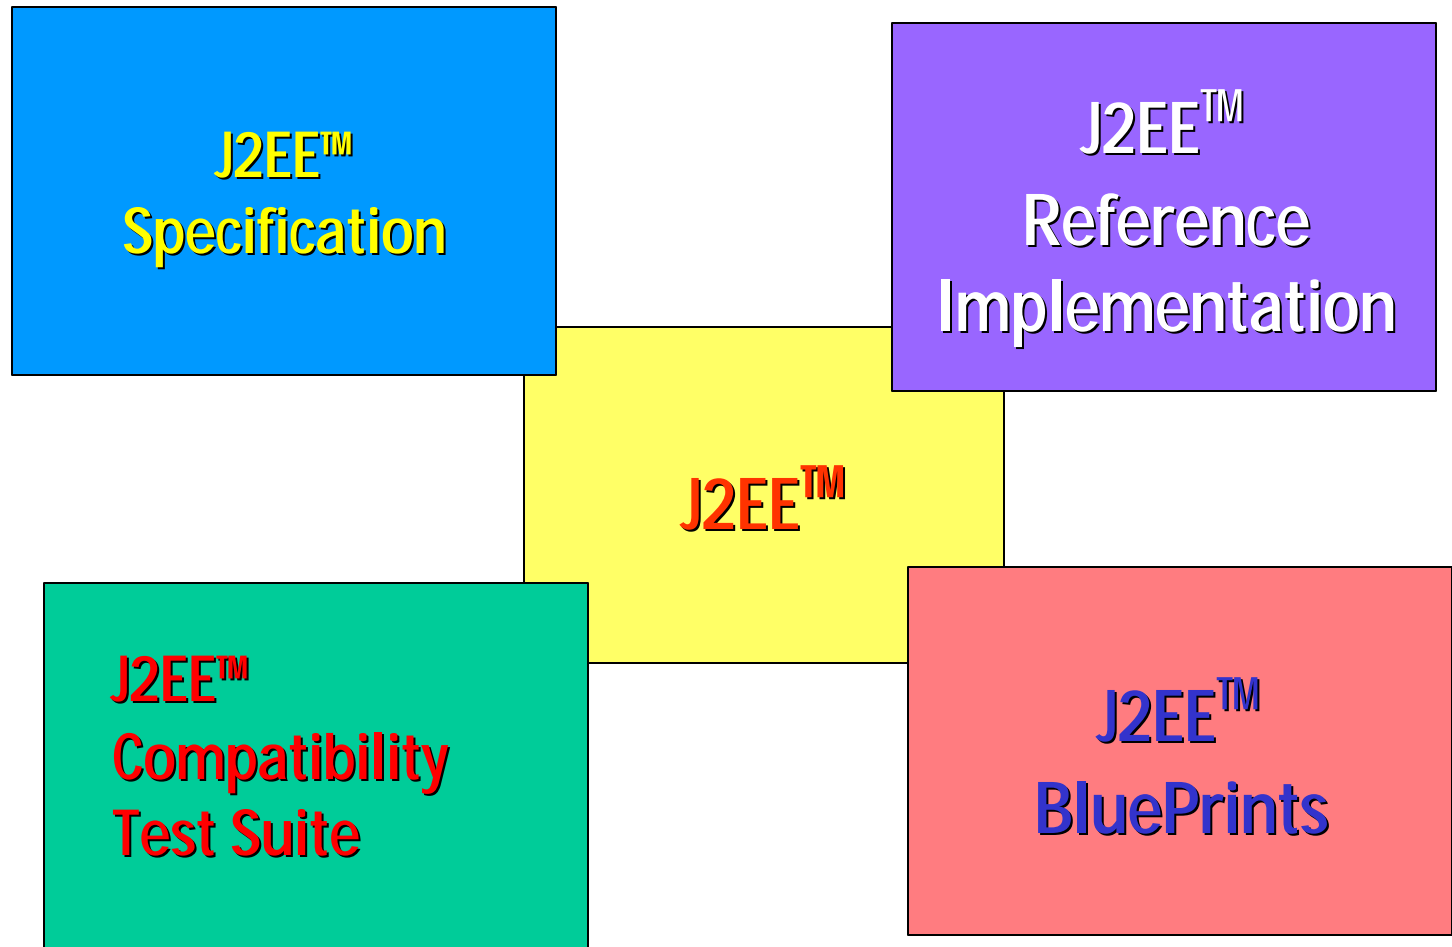 J2EE™
Specification
J2EE™
Reference
Implementation
J2EE™
J2EE™
Compatibility
Test Suite
J2EE™
BluePrints